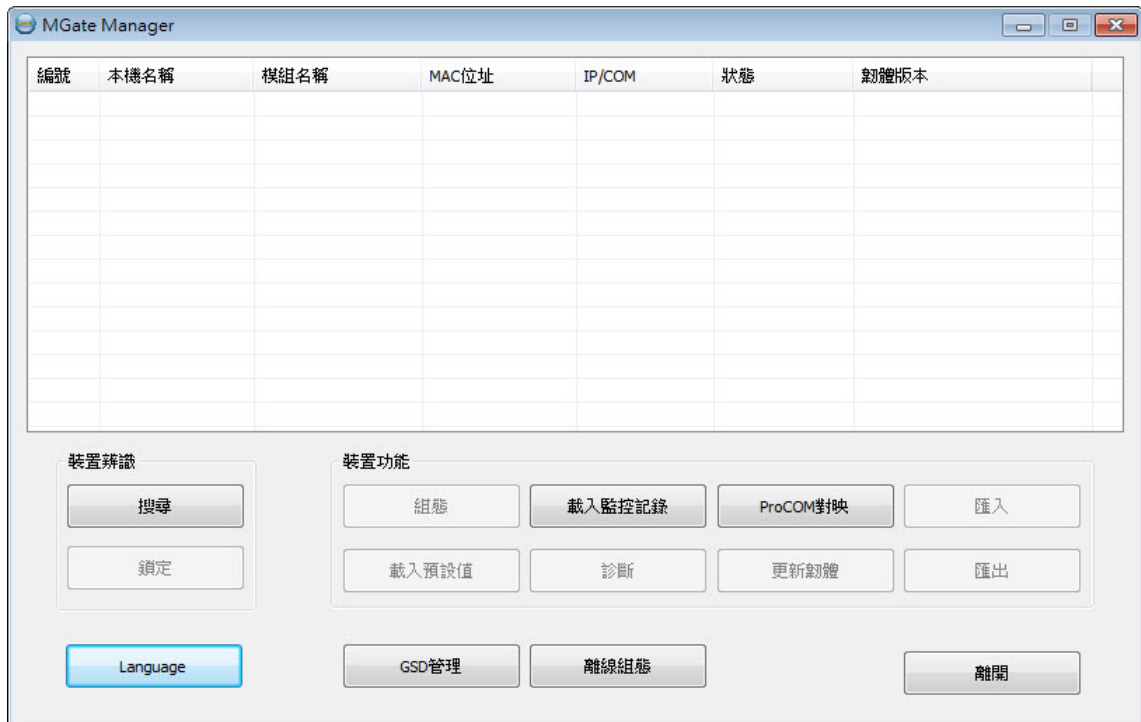 MGate Manager
編號 本機名稱 模組名稱 MAC位址 IP/COM 狀態 韌體版本
裝置辨識 裝置功能
搜尋 組態 載入監控記錄 ProCOM對映 匯入
鎖定 載入預設值 診斷 更新韌體 匯出
Language GSD管理 離線組態 離開